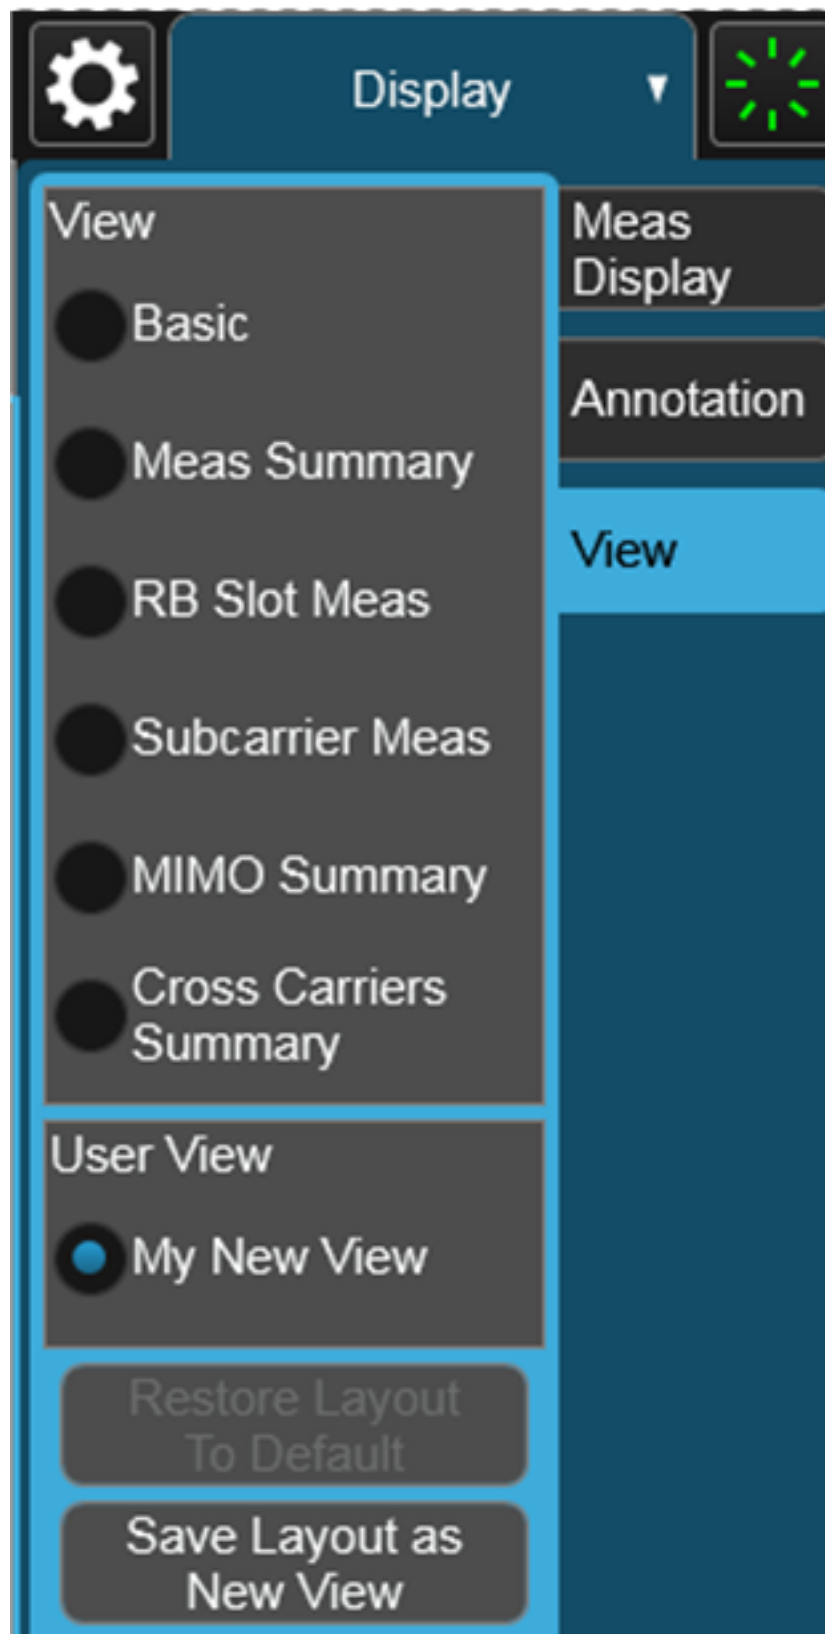 Display
View
Basic
Meas Summary
RB Slot Meas
Subcarrier Meas
MIMO Summary
Cross Carriers
Summary
User View
My New View
Restore Layout
To Default
Save Layout as
New View
Meas
Display
Annotation
View